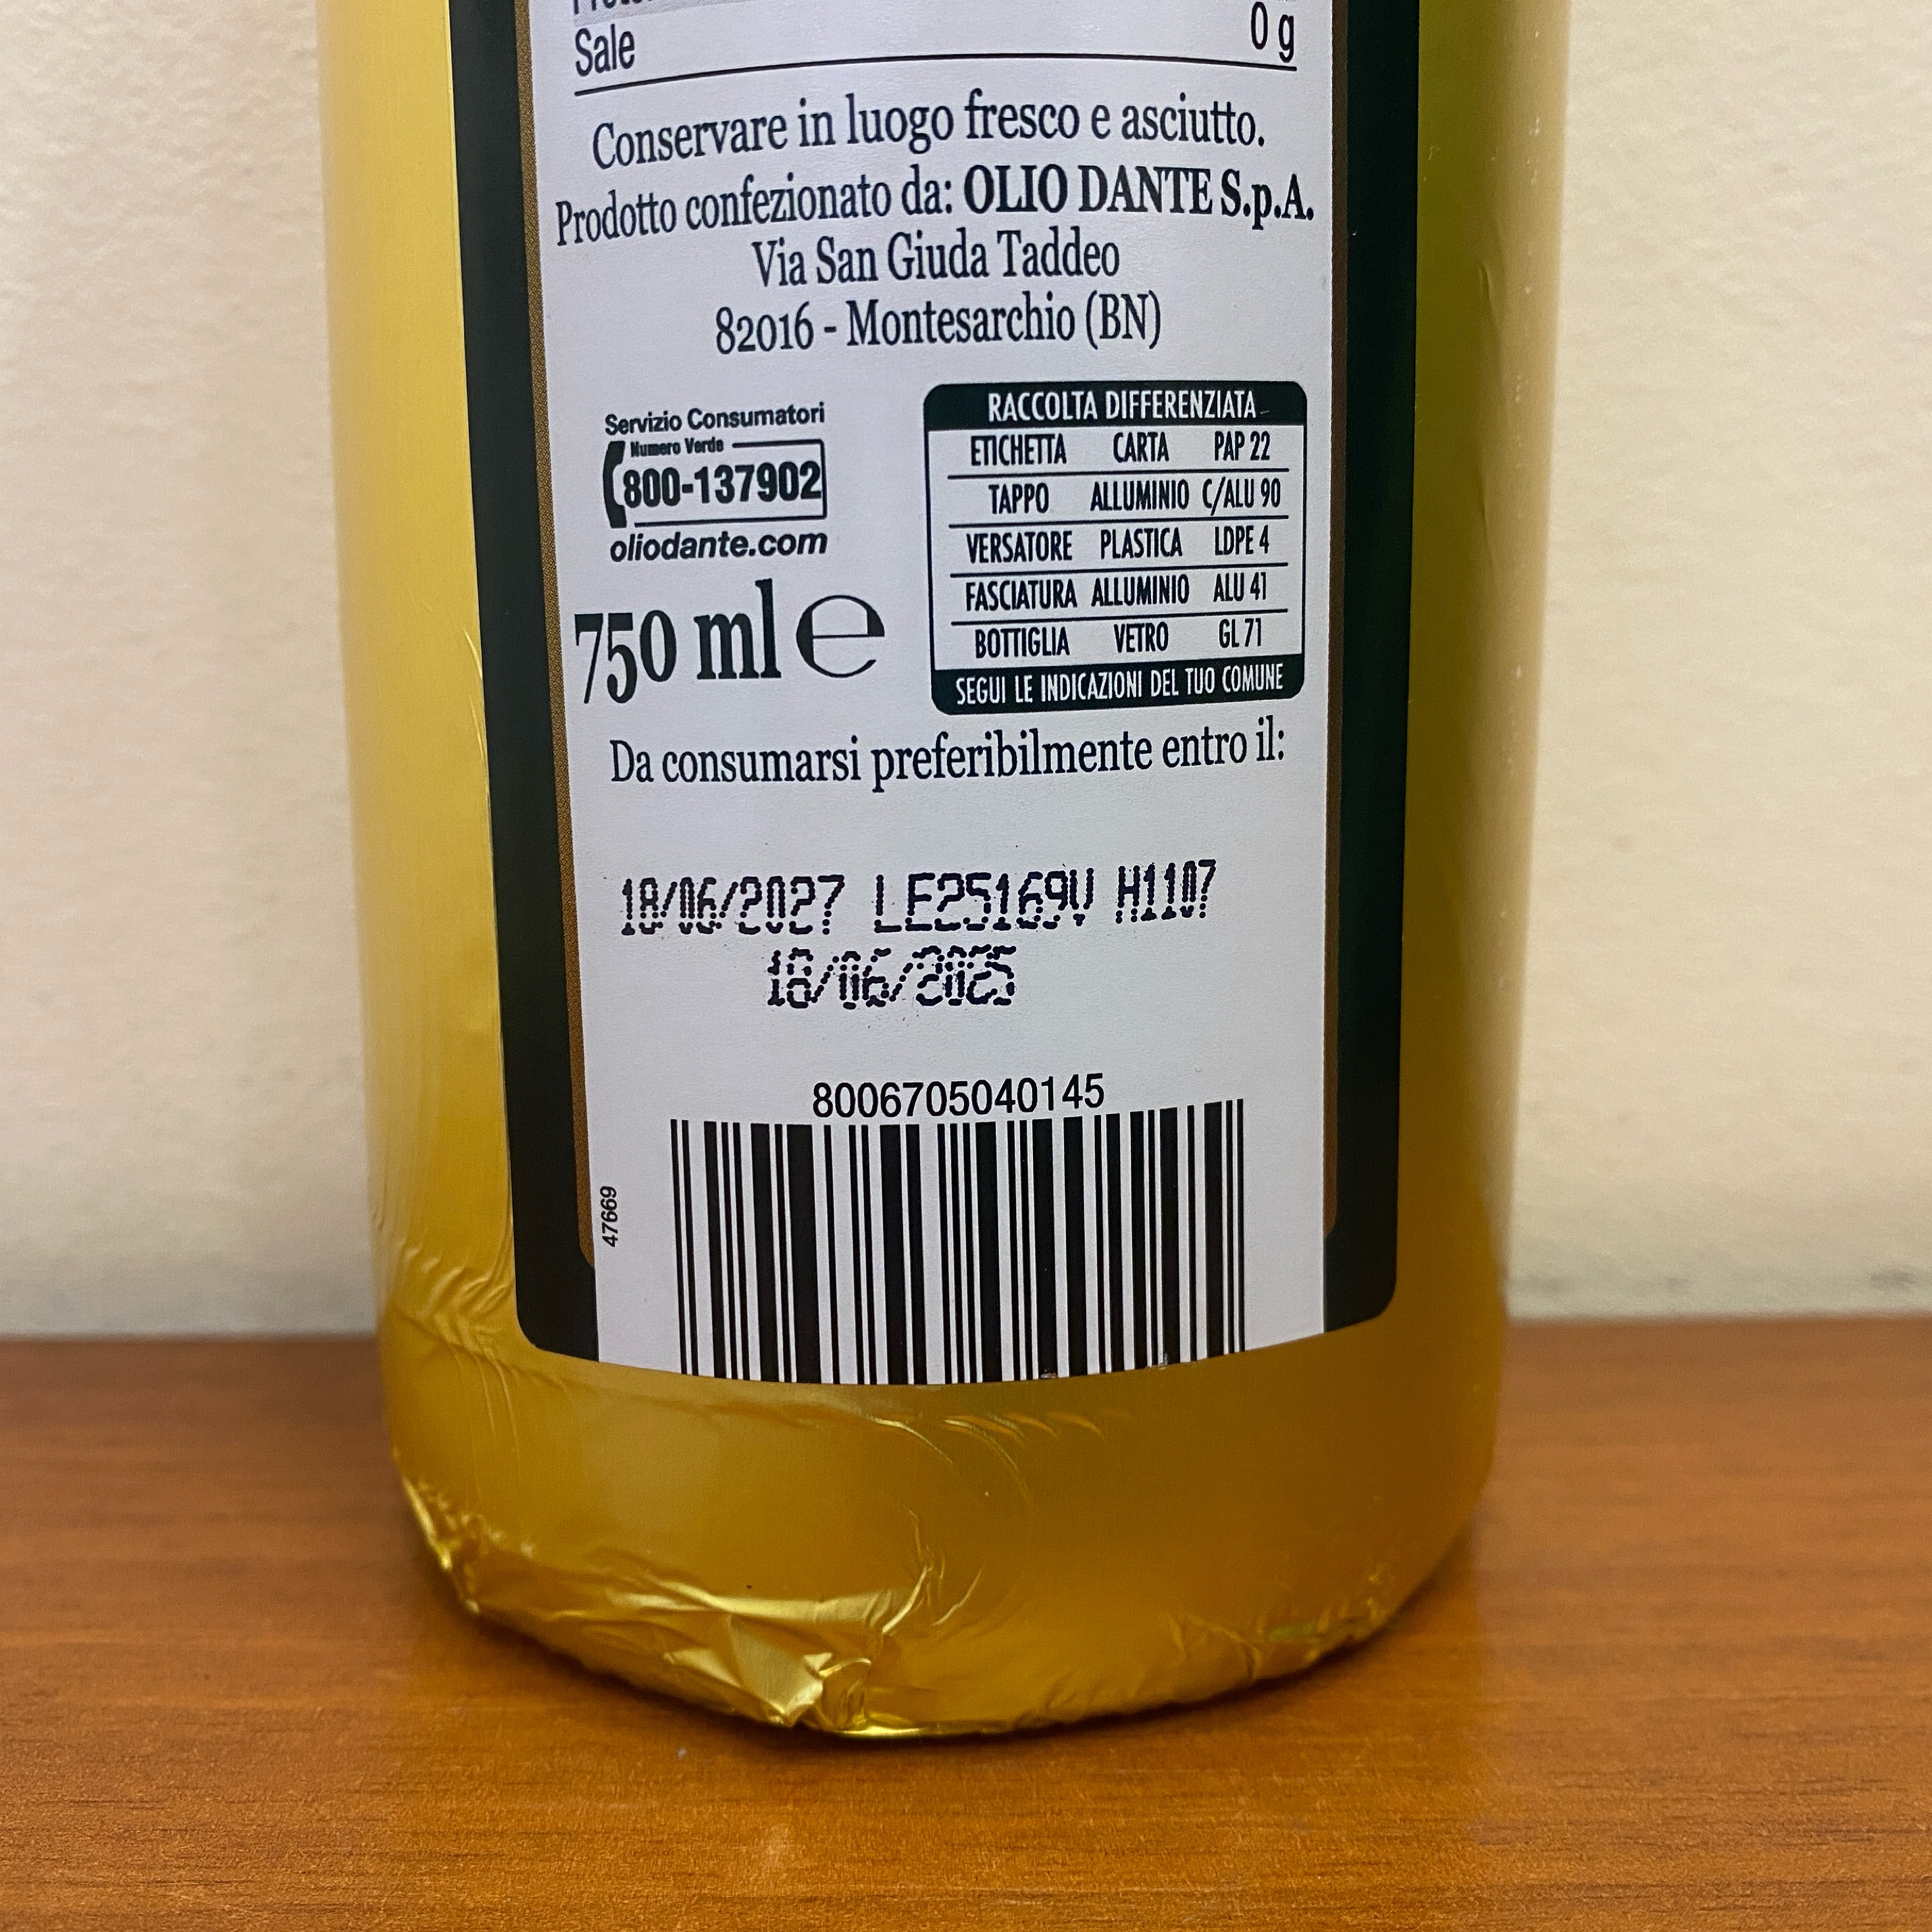 Sale 0 g
Conservare in luogo fresco e asciutto.
Prodotto confezionato da: OLIO DANTE S.p.A.
Via San Giuda Taddeo
82016 - Montesarchio (BN)
Servizio Consumatori
Numero Verde
800-137902
oliodante.com
750 ml ℮
RACCOLTA DIFFERENZIATA
ETICHETTA CARTA PAP 22
TAPPO ALLUMINIO C/ALU 90
VERSATORE PLASTICA LDPE 4
FASCIATURA ALLUMINIO ALU 41
BOTTIGLIA VETRO GL 71
SEGUI LE INDICAZIONI DEL TUO COMUNE
Da consumarsi preferibilmente entro il:
18/06/2027 LE25169V H1107
18/06/2025
8006705040145
47669